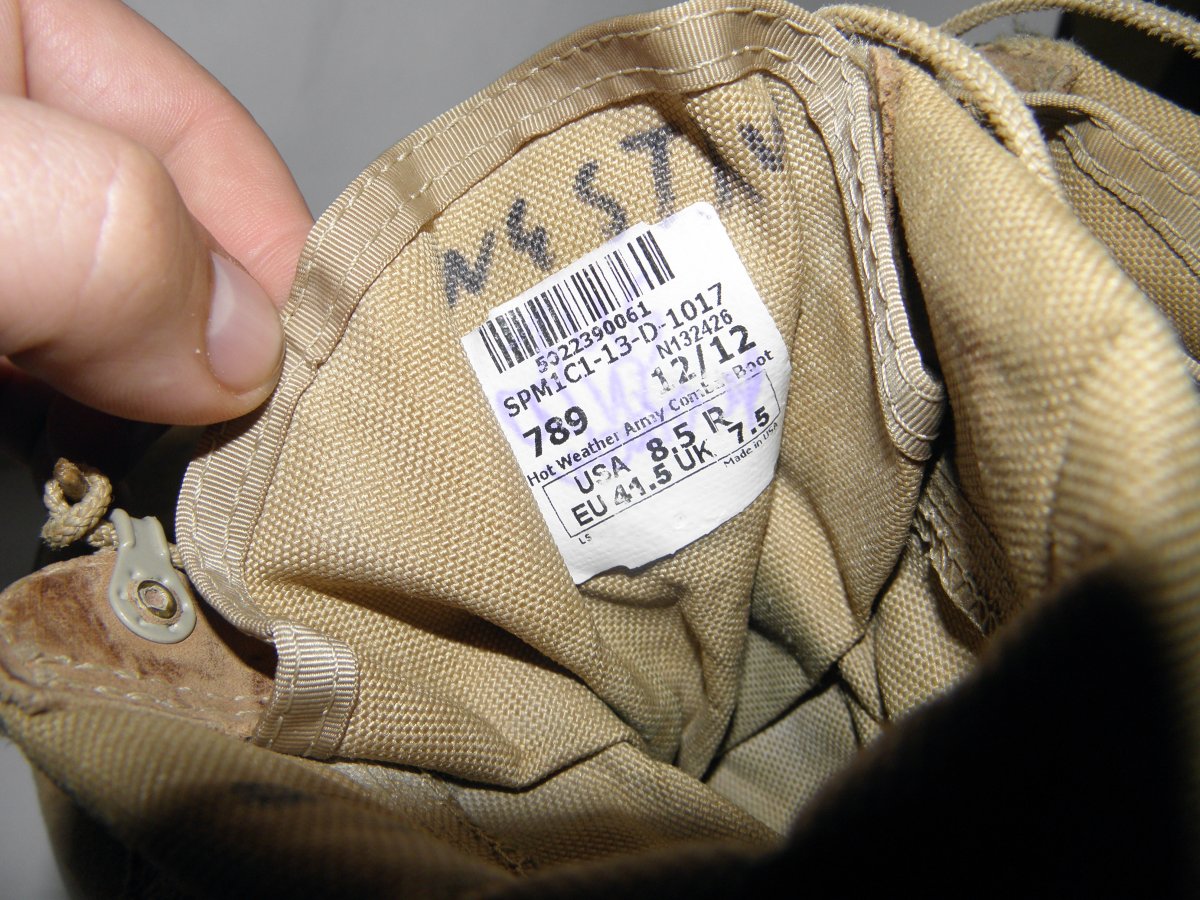 5022390061
SPM1C1-13-D-1017
N132426
789 12/12
Hot Weather Army Combat Boot
USA 8.5 R
EU 41.5 UK 7.5
LS Made in USA